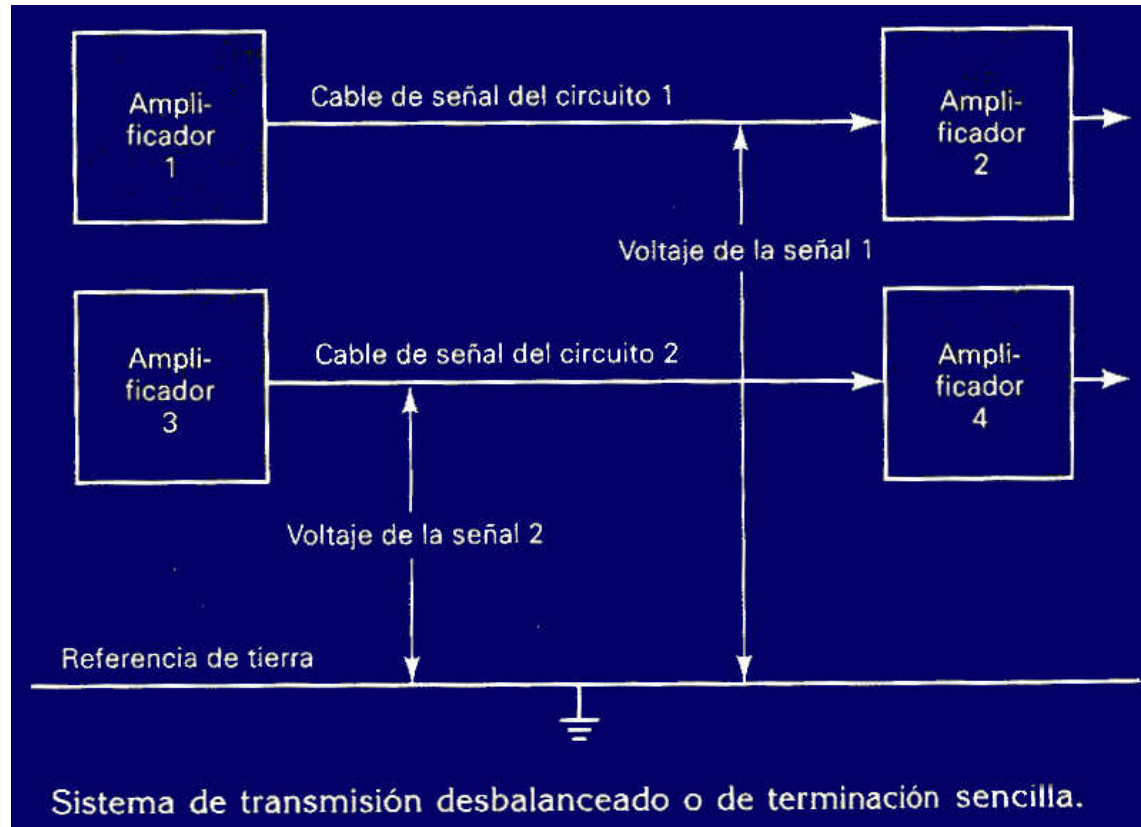 Ampli-
ficador
1
Cable de señal del circuito 1
Ampli-
ficador
2
Voltaje de la señal 1
Ampli-
ficador
3
Cable de señal del circuito 2
Ampli-
ficador
4
Voltaje de la señal 2
Referencia de tierra
Sistema de transmisión desbalanceado o de terminación sencilla.